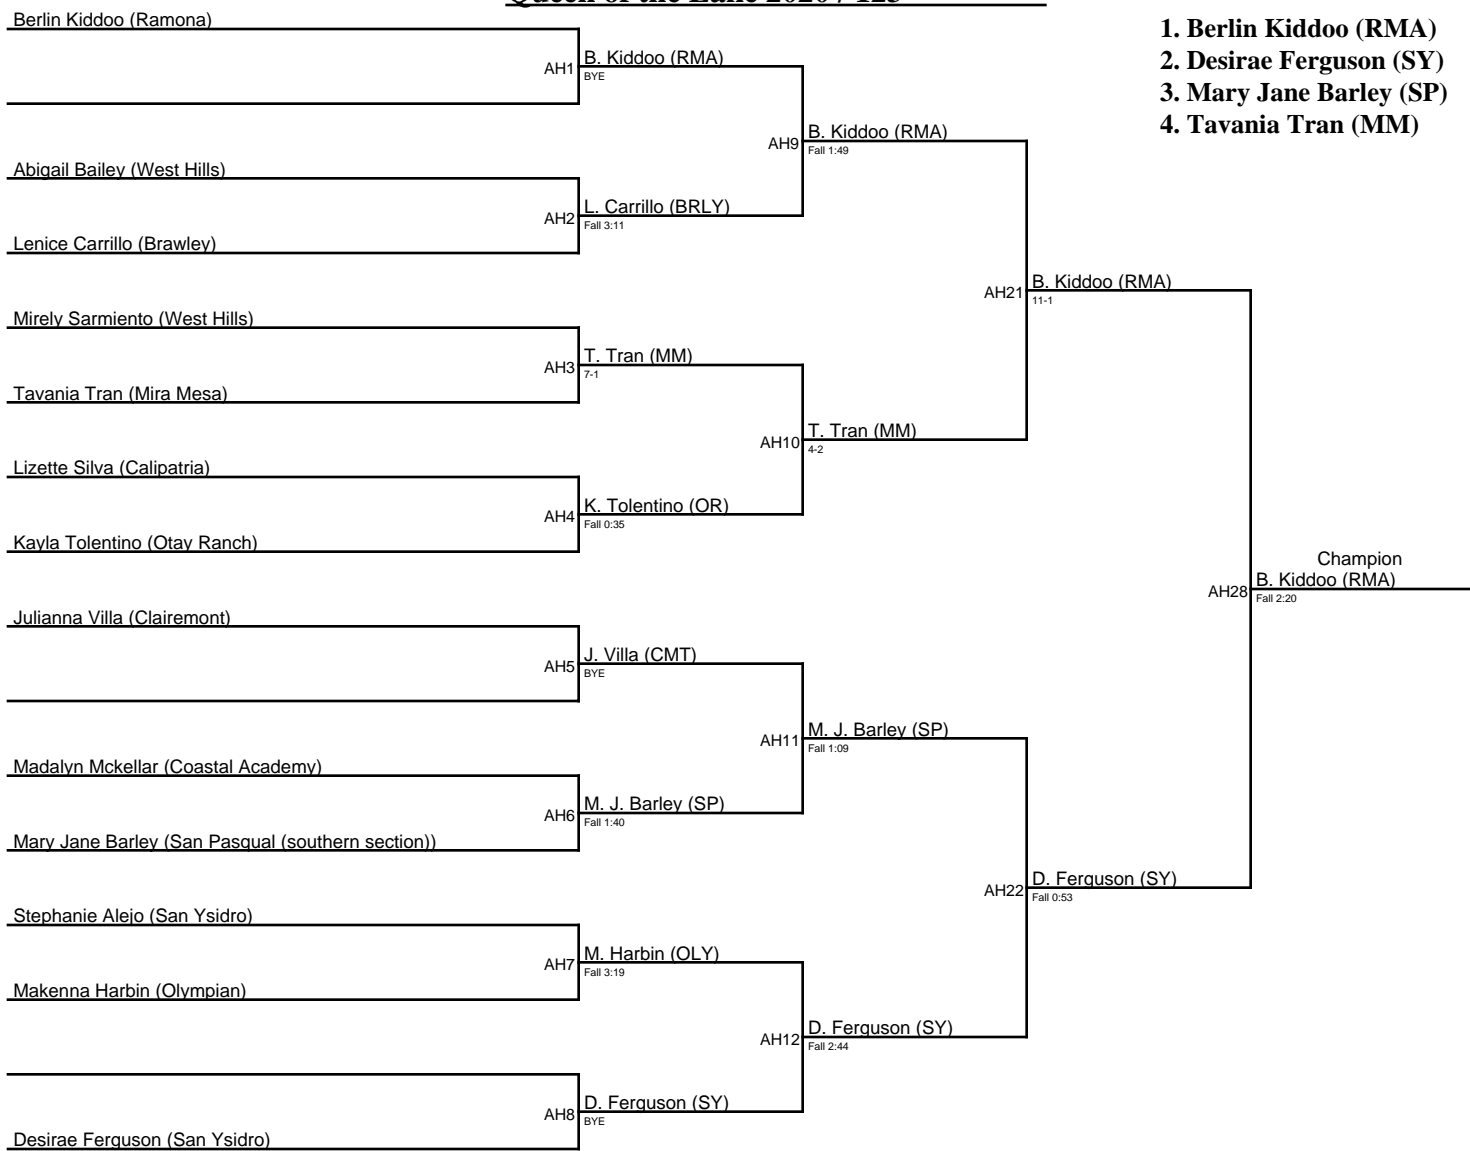 Queen of the Lane 2020 / 125
1. Berlin Kiddoo (RMA)
2. Desirae Ferguson (SY)
3. Mary Jane Barley (SP)
4. Tavania Tran (MM)
Berlin Kiddoo (Ramona)
AH1
B. Kiddoo (RMA)
BYE
AH9
B. Kiddoo (RMA)
Fall 1:49
Abigail Bailey (West Hills)
AH2
L. Carrillo (BRLY)
Fall 3:11
Lenice Carrillo (Brawley)
AH21
B. Kiddoo (RMA)
11-1
Mirely Sarmiento (West Hills)
AH3
T. Tran (MM)
7-1
Tavania Tran (Mira Mesa)
AH10
T. Tran (MM)
4-2
Lizette Silva (Calipatria)
AH4
K. Tolentino (OR)
Fall 0:35
Kayla Tolentino (Otay Ranch)
Champion
AH28
B. Kiddoo (RMA)
Fall 2:20
Julianna Villa (Clairemont)
AH5
J. Villa (CMT)
BYE
AH11
M. J. Barley (SP)
Fall 1:09
Madalyn Mckellar (Coastal Academy)
AH6
M. J. Barley (SP)
Fall 1:40
Mary Jane Barley (San Pasqual (southern section))
AH22
D. Ferguson (SY)
Fall 0:53
Stephanie Alejo (San Ysidro)
AH7
M. Harbin (OLY)
Fall 3:19
Makenna Harbin (Olympian)
AH12
D. Ferguson (SY)
Fall 2:44
AH8
D. Ferguson (SY)
BYE
Desirae Ferguson (San Ysidro)